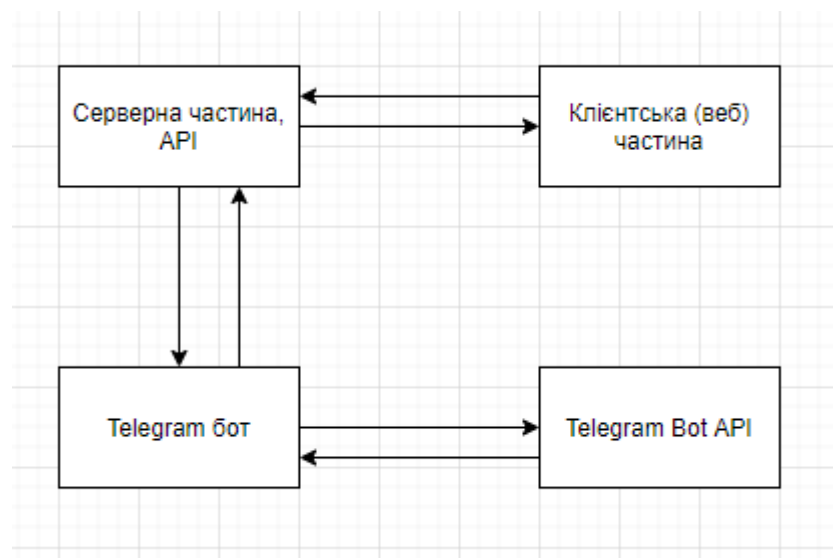 Серверна частина,
API
Клієнтська (веб)
частина
Telegram бот
Telegram Bot API